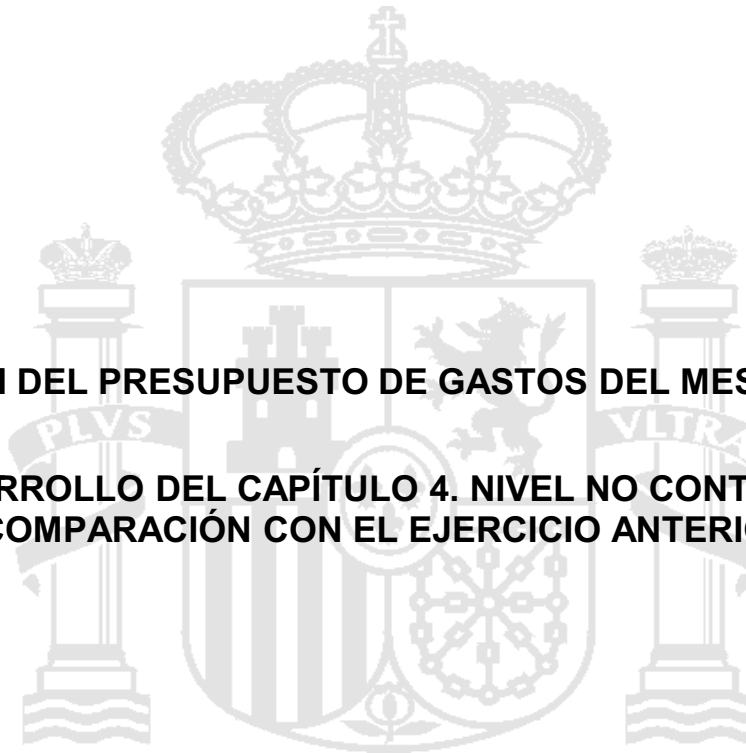 DEL PRESUPUESTO DE GASTOS DEL MES
RROLLO DEL CAPÍTULO 4. NIVEL NO CONT
COMPARACIÓN CON EL EJERCICIO ANTERI
PLVS
VLTRA